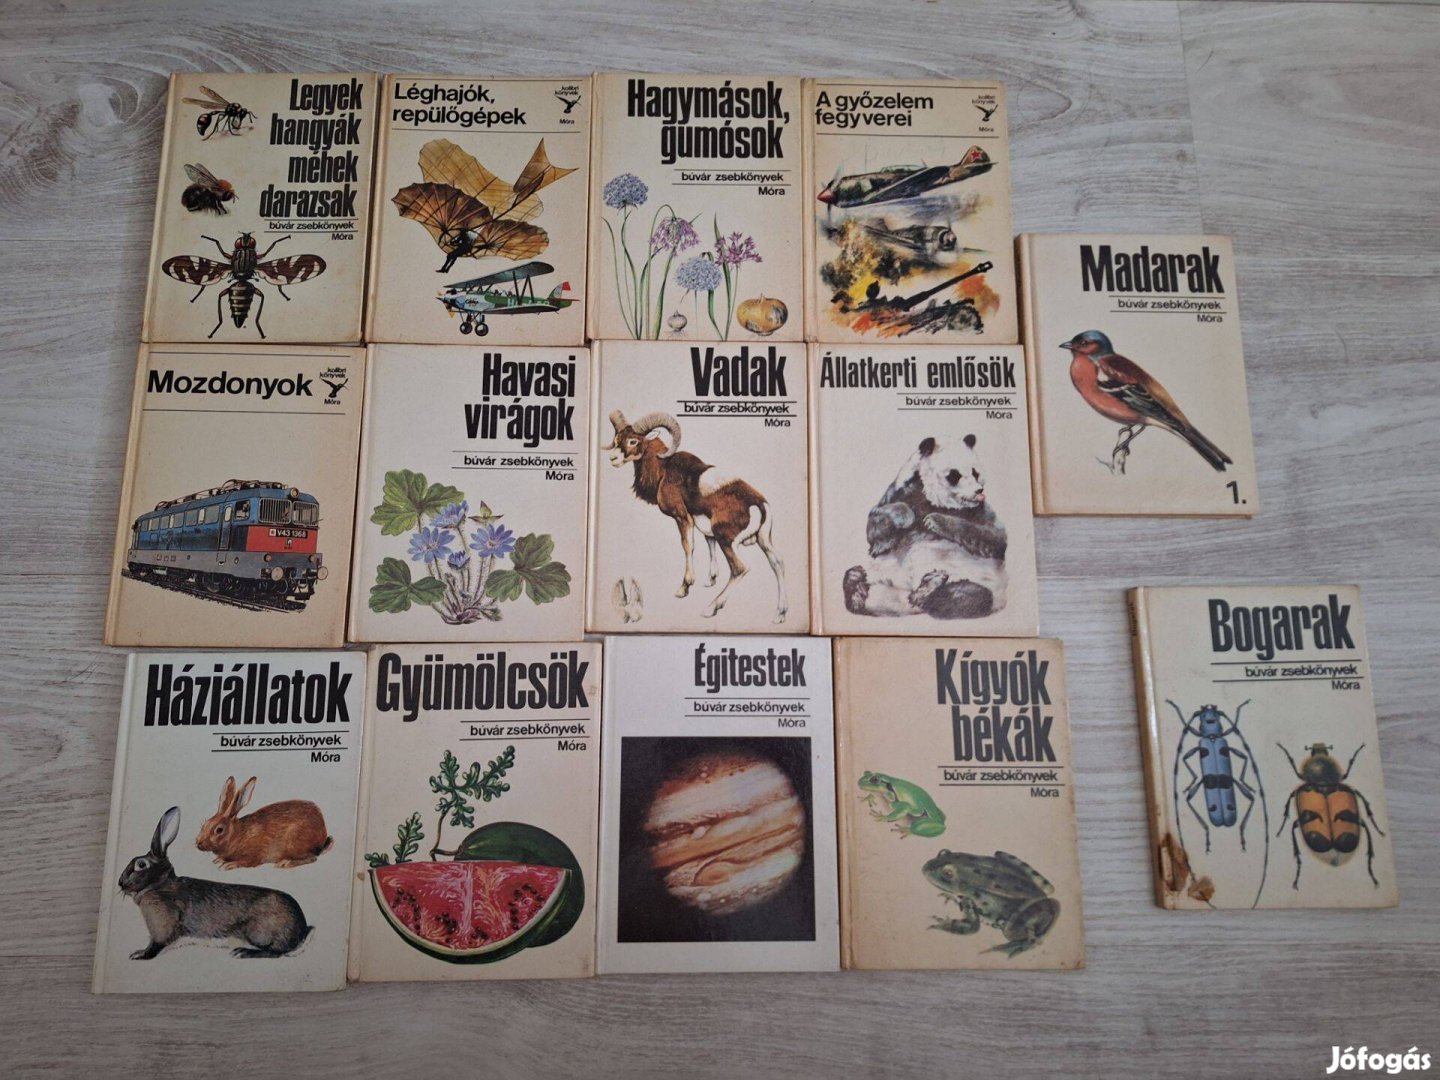 Legyek
hangyák
méhek
darazsak
búvár zsebkönyvek
Móra
Léghajók,
repülőgépek
kolibri
könyvek
Móra
Hagymások,
gumósok
búvár zsebkönyvek
Móra
A győzelem
fegyverei
kolibri
könyvek
Móra
Madarak
búvár zsebkönyvek
Móra
1.
Mozdonyok
kolibri
könyvek
Móra
V43 1368
Havasi
virágok
búvár zsebkönyvek
Móra
Vadak
búvár zsebkönyvek
Móra
Állatkerti emlősök
búvár zsebkönyvek
Móra
Bogarak
búvár zsebkönyvek
Móra
Háziállatok
búvár zsebkönyvek
Móra
Gyümölcsök
búvár zsebkönyvek
Móra
Égitestek
búvár zsebkönyvek
Móra
Kígyók
békák
búvár zsebkönyvek
Móra
Jófogás